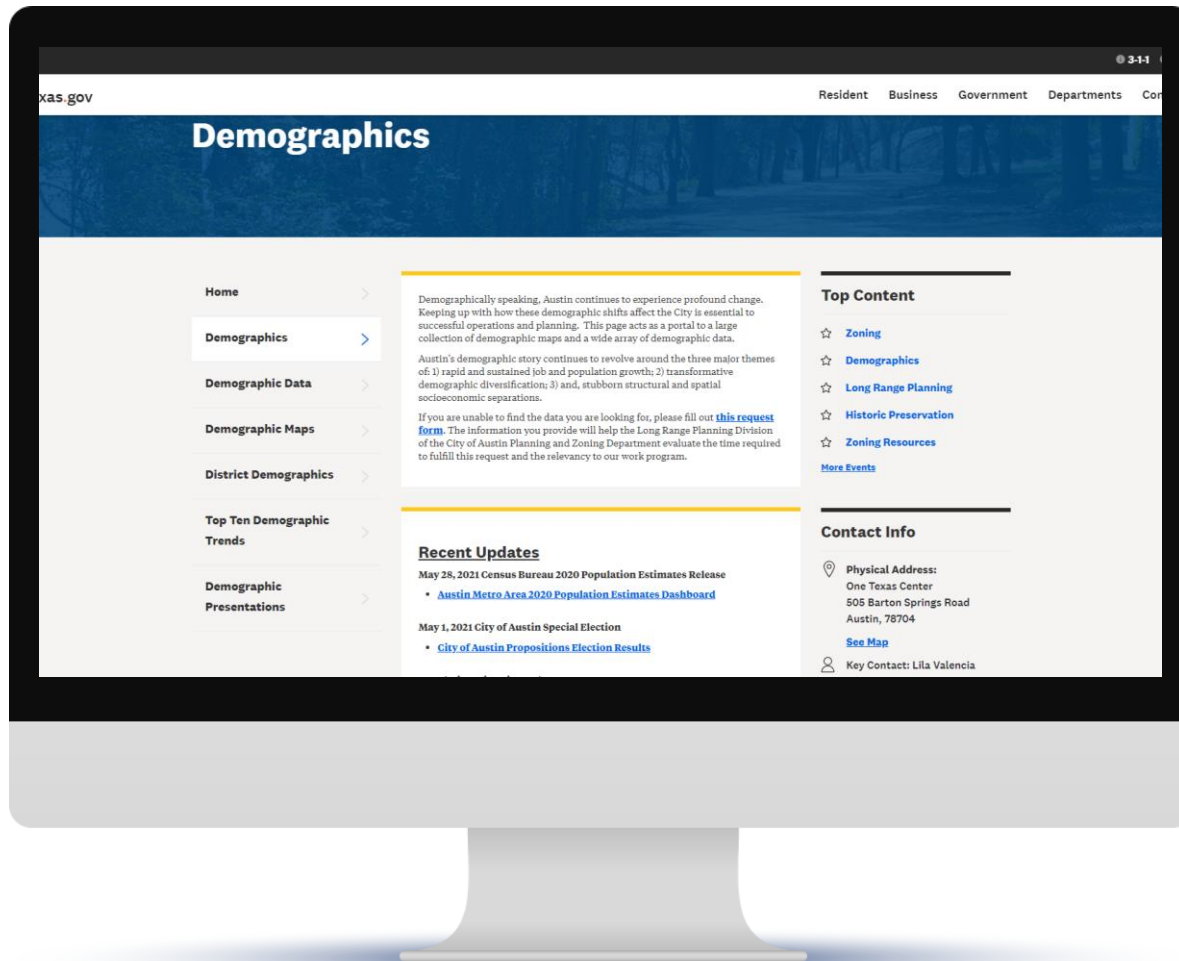 3-1-1
xas.gov
Resident Business Government Departments
Demographics
Home
Demographics
Demographic Data
Demographic Maps
District Demographics
Top Ten Demographic
Trends
Demographic
Presentations
Demographically speaking, Austin continues to experience profound change.
Keeping up with how these demographic shifts affect the City is essential to
successful operations and planning. This page acts as a portal to a large
collection of demographic maps and a wide array of demographic data.
Austin's demographic story continues to revolve around the three major themes
of: 1) rapid and sustained job and population growth; 2) transformative
demographic diversification; 3) and, stubborn structural and spatial
socioeconomic separations.
If you are unable to find the data you are looking for, please fill out this request
form. The information you provide will help the Long Range Planning Division
of the City of Austin Planning and Zoning Department evaluate the time required
to fulfill this request and the relevancy to our work program.
Recent Updates
May 28, 2021 Census Bureau 2020 Population Estimates Release
• Austin Metro Area 2020 Population Estimates Dashboard
May 1, 2021 City of Austin Special Election
• City of Austin Propositions Election Results
Top Content
Zoning
Demographics
Long Range Planning
Historic Preservation
Zoning Resources
More Events
Contact Info
Physical Address:
One Texas Center
505 Barton Springs Road
Austin, 78704
See Map
Key Contact: Lila Valencia